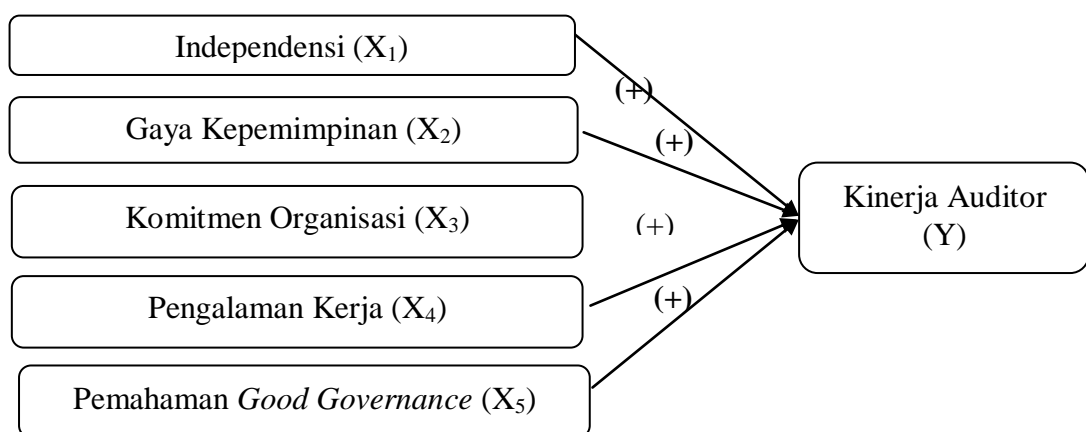 Independensi (X₁)
(+)
Gaya Kepemimpinan (X₂)
(+)
Kinerja Auditor
(Y)
Komitmen Organisasi (X₃)
(+)
Pengalaman Kerja (X₄)
(+)
Pemahaman Good Governance (X₅)